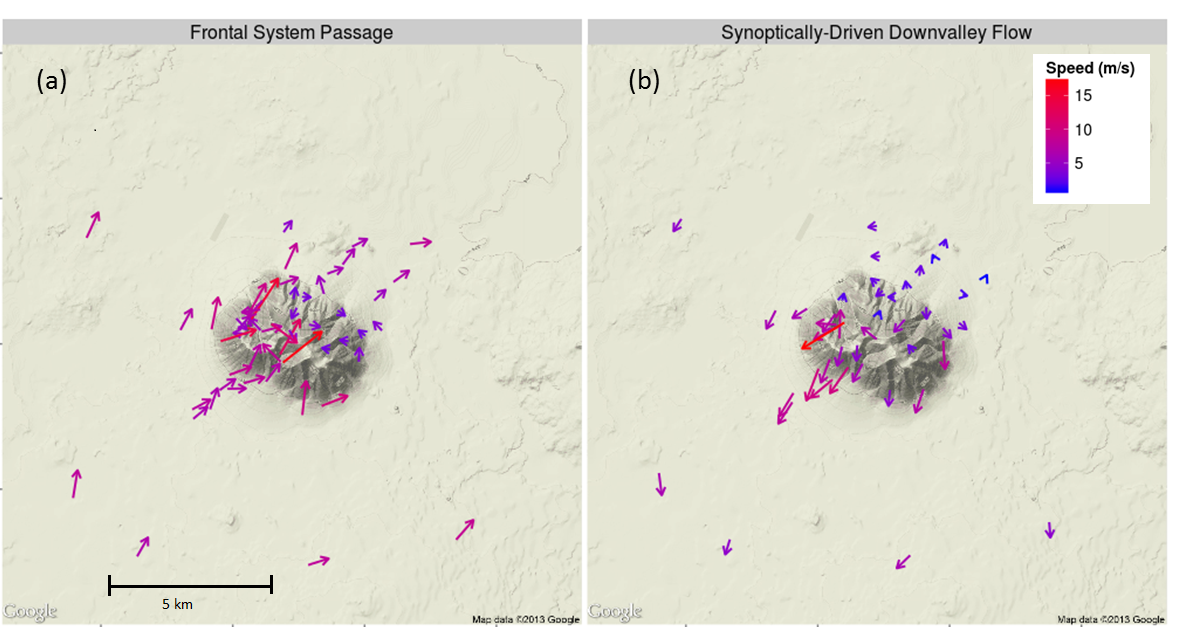 Frontal System Passage
Synoptically-Driven Downvalley Flow
(a)
(b)
Speed (m/s)
15
10
5
5 km
Google
Map data ©2013 Google
Google
Map data ©2013 Google